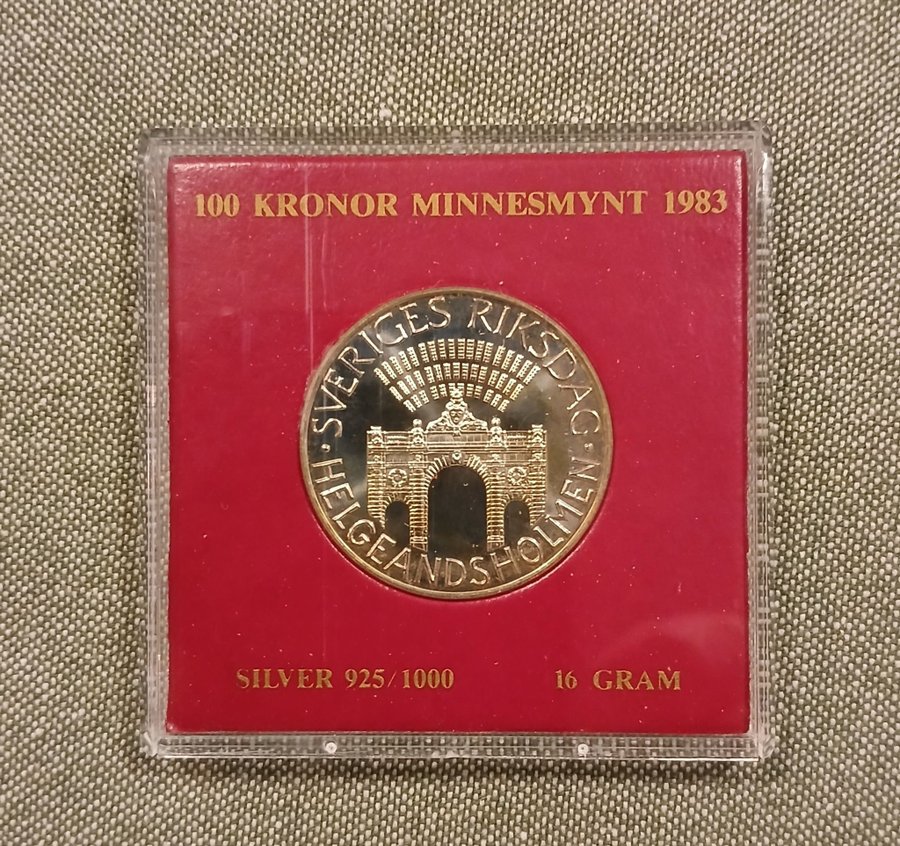 100 KRONOR MINNESMYNT 1983
· SVERIGES RIKSDAG ·
HELGEANDSHOLMEN
SILVER 925/1000
16 GRAM